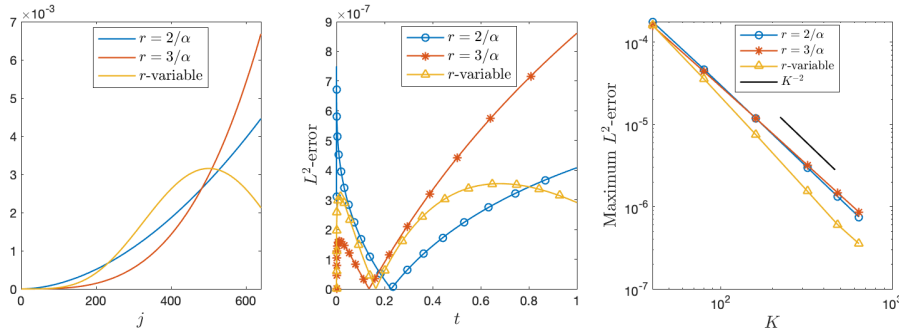 7 ×10⁻³
6
5
4
3
2
1
0
0 200 400 600
j
r = 2/α
r = 3/α
r-variable
9 ×10⁻⁷
8
7
6
5
4
3
2
1
0
0 0.2 0.4 0.6 0.8 1
t
L²-error
r = 2/α
r = 3/α
r-variable
10⁻⁴
10⁻⁵
10⁻⁶
10⁻⁷
10² 10³
K
Maximum L²-error
r = 2/α
r = 3/α
r-variable
K⁻²